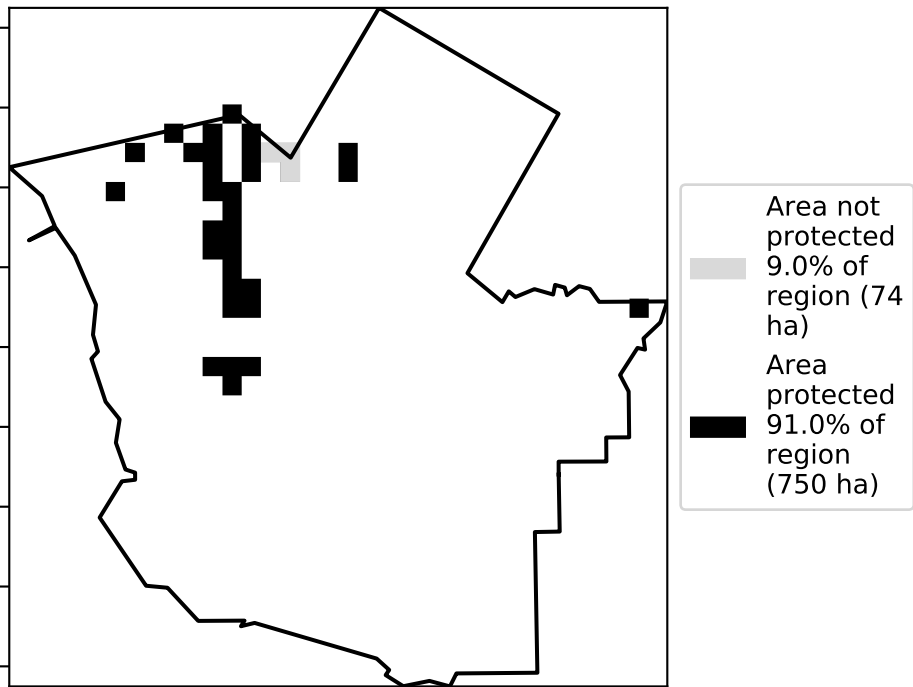 Area not
protected
9.0% of
region (74
ha)
Area
protected
91.0% of
region
(750 ha)